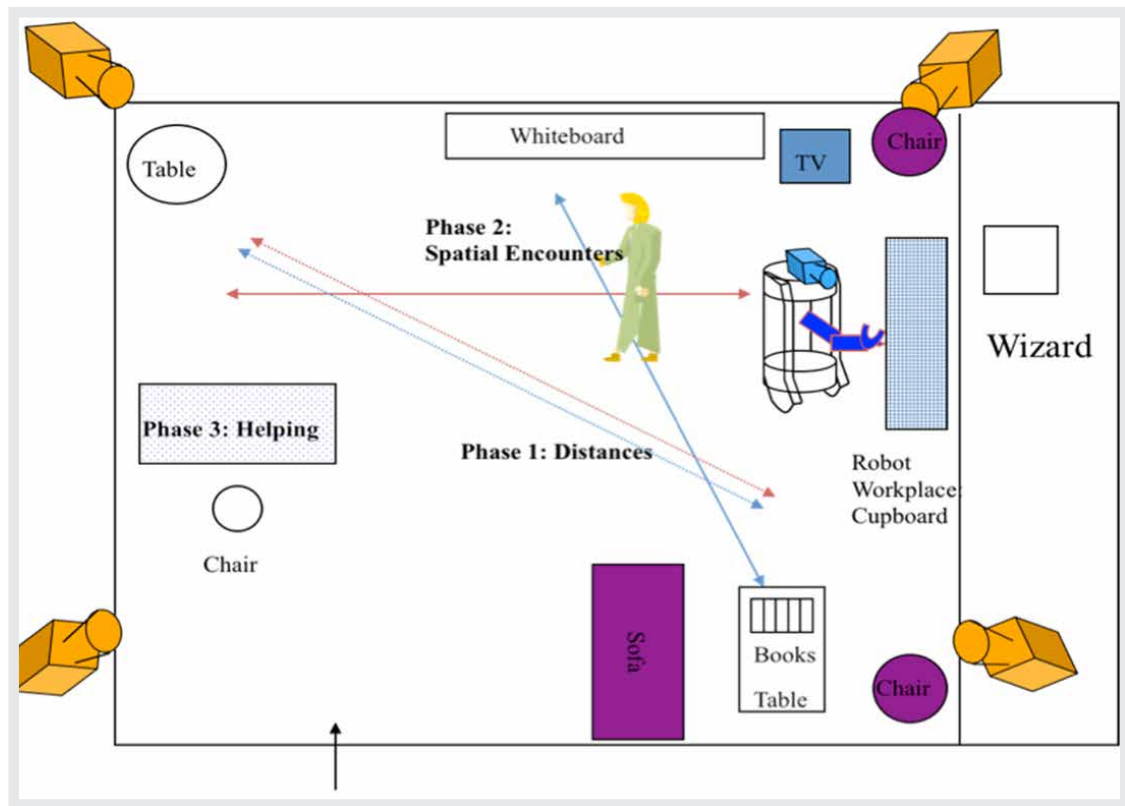 Whiteboard
TV
Chair
Table
Phase 2:
Spatial Encounters
Wizard
Phase 3: Helping
Phase 1: Distances
Robot
Workplace:
Cupboard
Chair
Sofa
Books
Table
Chair